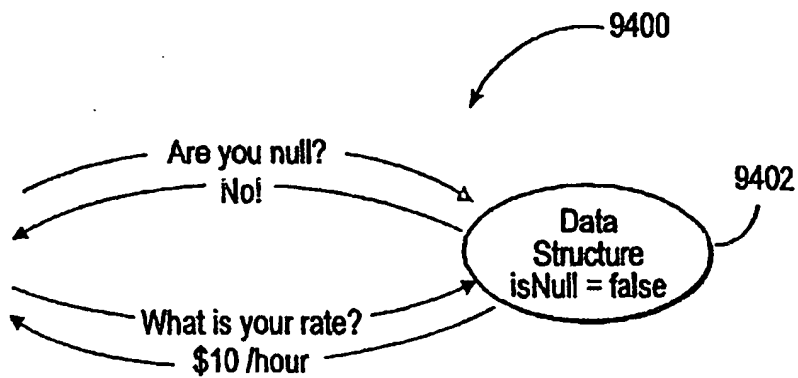 9400
Are you null?
No!
9402
Data
Structure
isNull = false
What is your rate?
$10 /hour